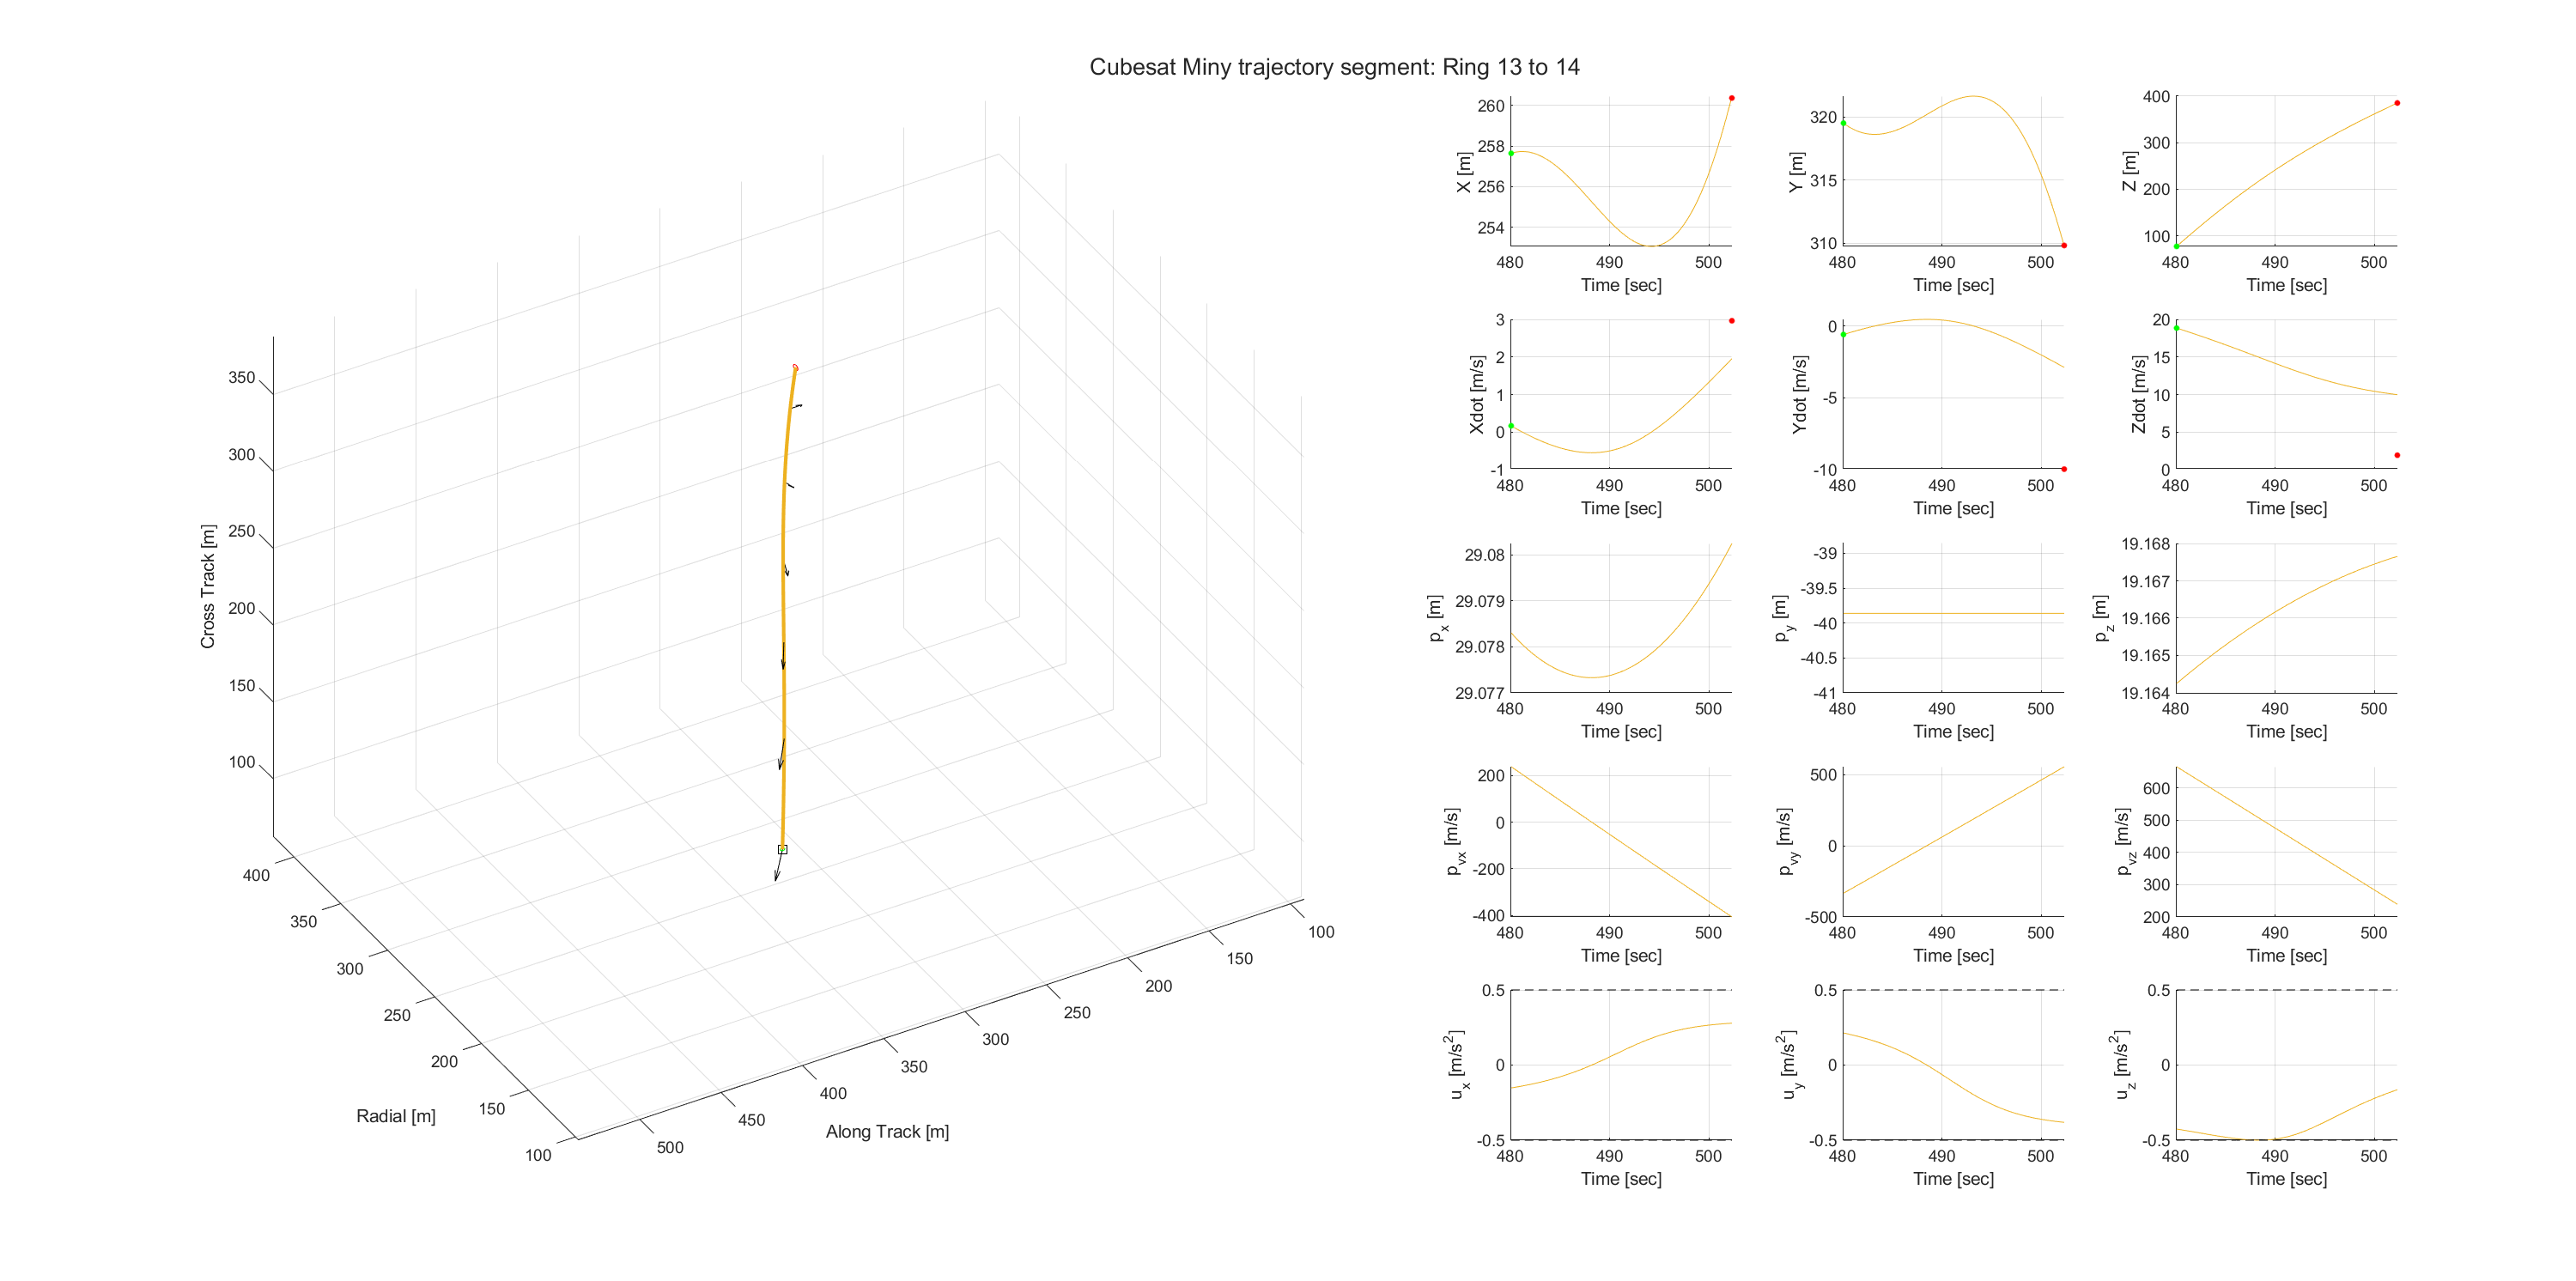 Cubesat Miny trajectory segment: Ring 13 to 14
350
300
250
200
150
100
Cross Track [m]
400
350
300
250
200
150
100
Radial [m]
500
450
400
350
300
250
200
150
100
Along Track [m]
260
258
256
254
X [m]
480 490 500
Time [sec]
320
315
310
Y [m]
480 490 500
Time [sec]
400
300
200
100
Z [m]
480 490 500
Time [sec]
3
2
1
0
-1
Xdot [m/s]
480 490 500
Time [sec]
0
-5
-10
Ydot [m/s]
480 490 500
Time [sec]
20
15
10
5
0
Zdot [m/s]
480 490 500
Time [sec]
29.08
29.079
29.078
29.077
p_x [m]
480 490 500
Time [sec]
-39
-39.5
-40
-40.5
-41
p_y [m]
480 490 500
Time [sec]
19.168
19.167
19.166
19.165
19.164
p_z [m]
480 490 500
Time [sec]
200
0
-200
-400
p_vx [m/s]
480 490 500
Time [sec]
500
0
-500
p_vy [m/s]
480 490 500
Time [sec]
600
500
400
300
200
p_vz [m/s]
480 490 500
Time [sec]
0.5
0
-0.5
u_x [m/s²]
480 490 500
Time [sec]
0.5
0
-0.5
u_y [m/s²]
480 490 500
Time [sec]
0.5
0
-0.5
u_z [m/s²]
480 490 500
Time [sec]